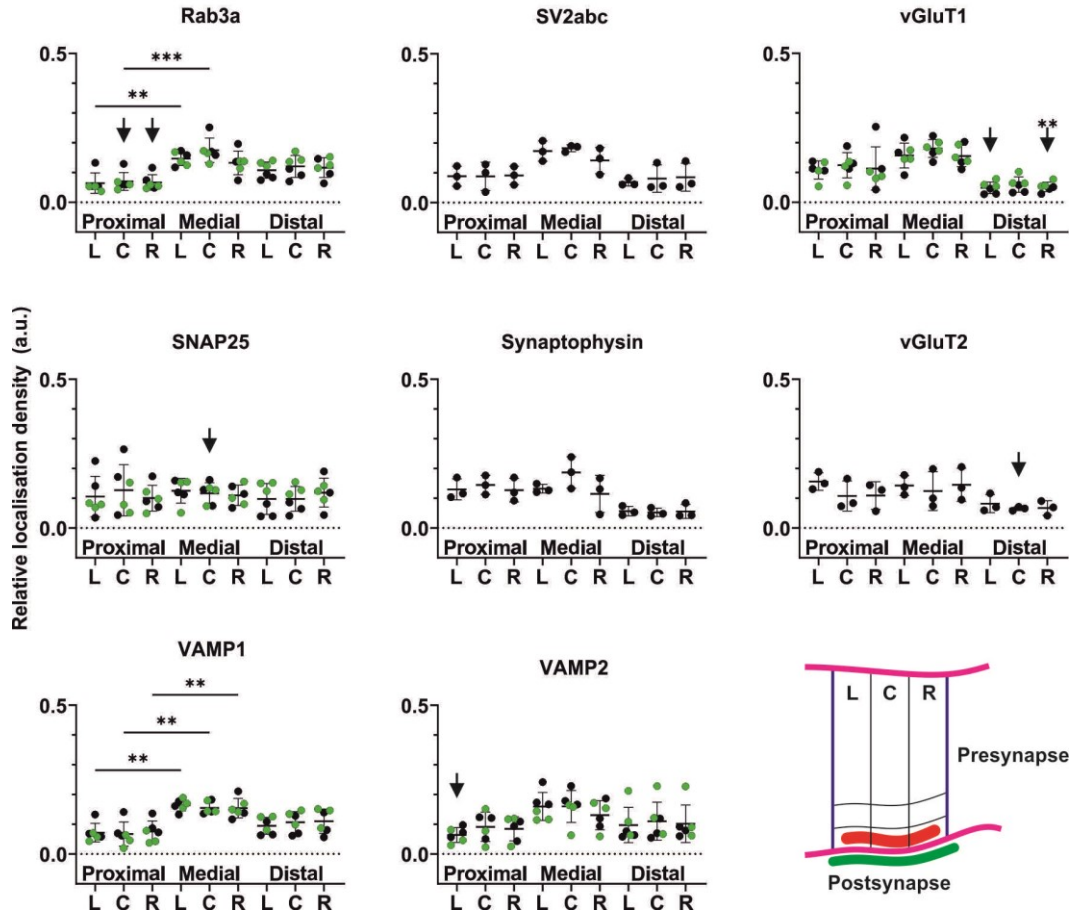 Rab3a
0.5
***
**
0.0
Proximal Medial Distal
L C R L C R L C R
SV2abc
0.5
0.0
Proximal Medial Distal
L C R L C R L C R
vGluT1
0.5
**
0.0
Proximal Medial Distal
L C R L C R L C R
Relative localisation density (a.u.)
SNAP25
0.5
0.0
Proximal Medial Distal
L C R L C R L C R
Synaptophysin
0.5
0.0
Proximal Medial Distal
L C R L C R L C R
vGluT2
0.5
0.0
Proximal Medial Distal
L C R L C R L C R
VAMP1
0.5
**
**
**
0.0
Proximal Medial Distal
L C R L C R L C R
VAMP2
0.5
0.0
Proximal Medial Distal
L C R L C R L C R
L C R
Presynapse
Postsynapse